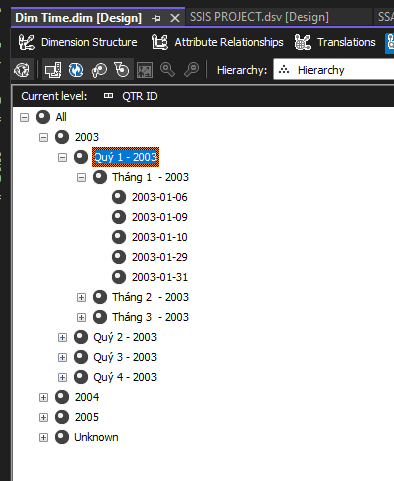 Dim Time.dim [Design] SSIS PROJECT.dsv [Design] SSA
Dimension Structure Attribute Relationships Translations
Hierarchy: Hierarchy
Current level: QTR ID
All
2003
Quý 1 - 2003
Tháng 1 - 2003
2003-01-06
2003-01-09
2003-01-10
2003-01-29
2003-01-31
Tháng 2 - 2003
Tháng 3 - 2003
Quý 2 - 2003
Quý 3 - 2003
Quý 4 - 2003
2004
2005
Unknown